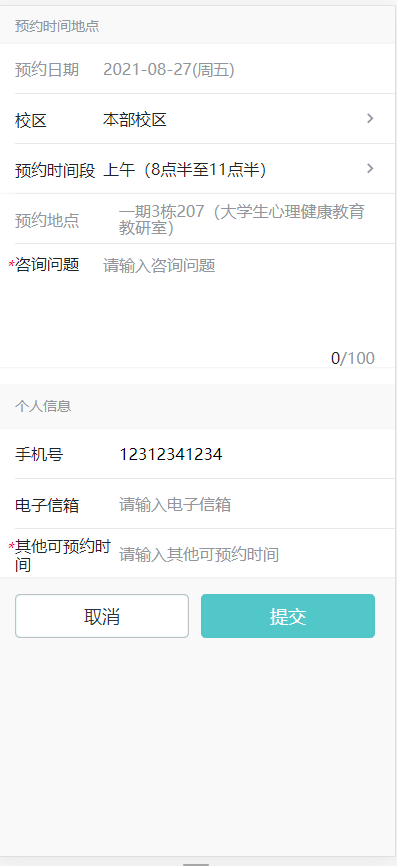 预约时间地点
预约日期 2021-08-27(周五)
校区 本部校区
预约时间段 上午（8点半至11点半）
预约地点 一期3栋207（大学生心理健康教育
教研室）
*咨询问题 请输入咨询问题
0/100
个人信息
手机号 12312341234
电子信箱 请输入电子信箱
*其他可预约时
间 请输入其他可预约时间
取消 提交